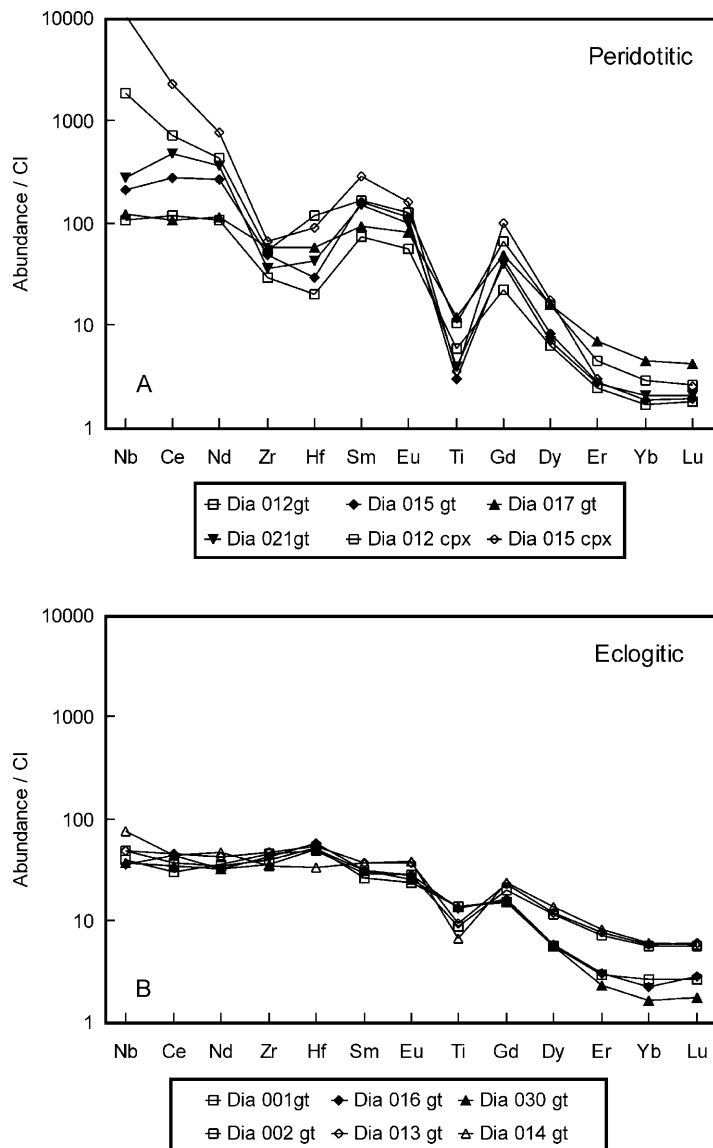 10000
Peridotitic
1000
Abundance / CI
100
10
A
1
Nb Ce Nd Zr Hf Sm Eu Ti Gd Dy Er Yb Lu
Dia 012gt Dia 015 gt Dia 017 gt
Dia 021gt Dia 012 cpx Dia 015 cpx
10000
Eclogitic
1000
Abundance / CI
100
10
B
1
Nb Ce Nd Zr Hf Sm Eu Ti Gd Dy Er Yb Lu
Dia 001gt Dia 016 gt Dia 030 gt
Dia 002 gt Dia 013 gt Dia 014 gt